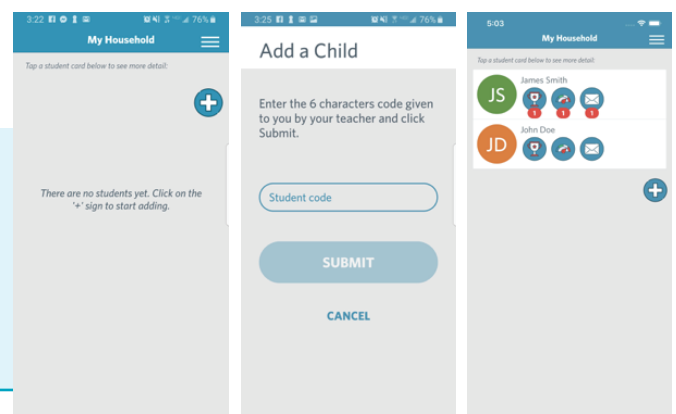 3:22
76%
My Household
Tap a student card below to see more detail:
There are no students yet. Click on the
'+' sign to start adding.
3:25
76%
Add a Child
Enter the 6 characters code given
to you by your teacher and click
Submit.
Student code
SUBMIT
CANCEL
5:03
My Household
Tap a student card below to see more detail:
JS
James Smith
1
1
1
JD
John Doe